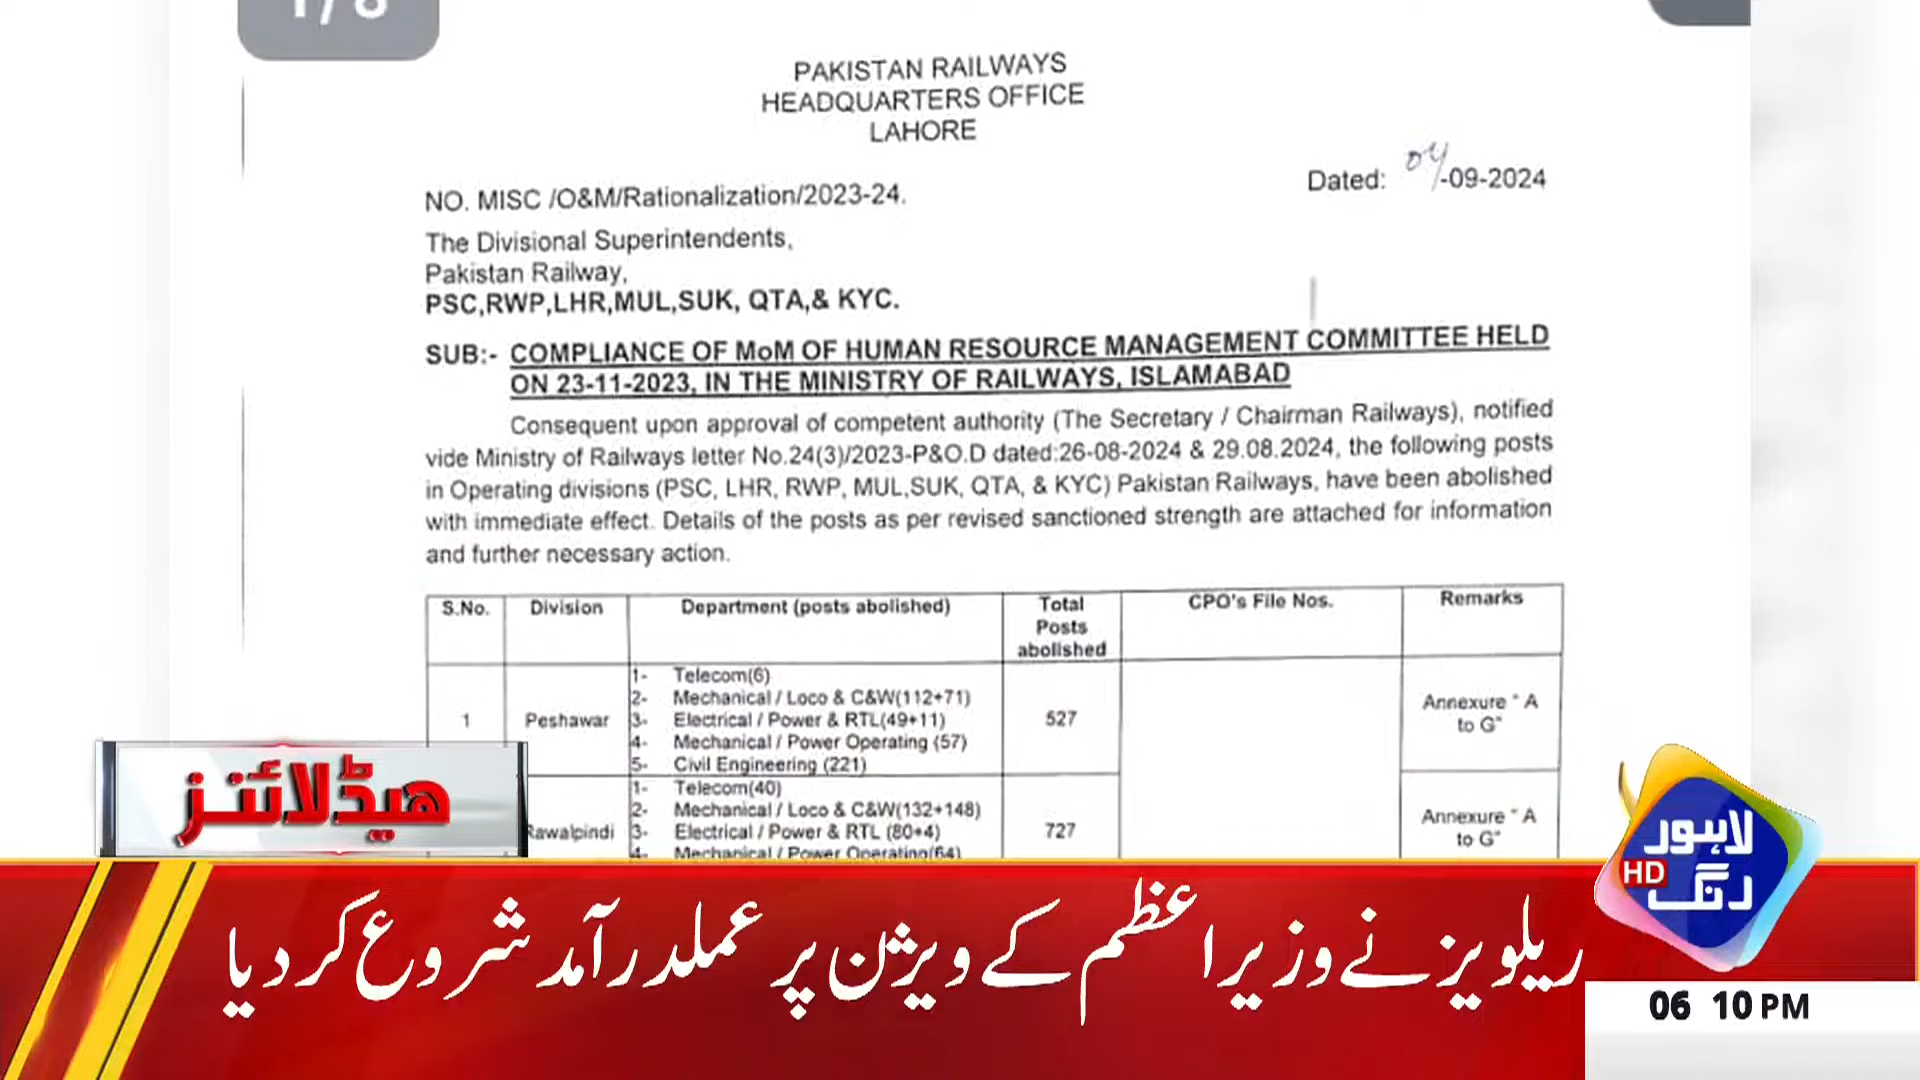 PAKISTAN RAILWAYS
HEADQUARTERS OFFICE
LAHORE
Dated: 04-09-2024
NO. MISC /O&M/Rationalization/2023-24.
The Divisional Superintendents,
Pakistan Railway,
PSC,RWP,LHR,MUL,SUK, QTA,& KYC.
SUB:- COMPLIANCE OF MoM OF HUMAN RESOURCE MANAGEMENT COMMITTEE HELD
ON 23-11-2023, IN THE MINISTRY OF RAILWAYS, ISLAMABAD
Consequent upon approval of competent authority (The Secretary / Chairman Railways), notified
vide Ministry of Railways letter No.24(3)/2023-P&O.D dated:26-08-2024 & 29.08.2024, the following posts
in Operating divisions (PSC, LHR, RWP, MUL,SUK, QTA, & KYC) Pakistan Railways, have been abolished
with immediate effect. Details of the posts as per revised sanctioned strength are attached for information
and further necessary action.
S.No. Division Department (posts abolished) Total Posts abolished CPO's File Nos. Remarks
1 Peshawar 527 Annexure " A to G"
1- Telecom(6)
2- Mechanical / Loco & C&W(112+71)
3- Electrical / Power & RTL(49+11)
4- Mechanical / Power Operating (57)
5- Civil Engineering (221)
Rawalpindi 727 Annexure " A to G"
1- Telecom(40)
2- Mechanical / Loco & C&W(132+148)
3- Electrical / Power & RTL (80+4)
4- Mechanical / Power Operating(64)
ہیڈلائنز
لاہور
رنگ
HD
ریلویز نے وزیراعظم کے ویژن پر عملدرآمد شروع کر دیا
06 10 PM